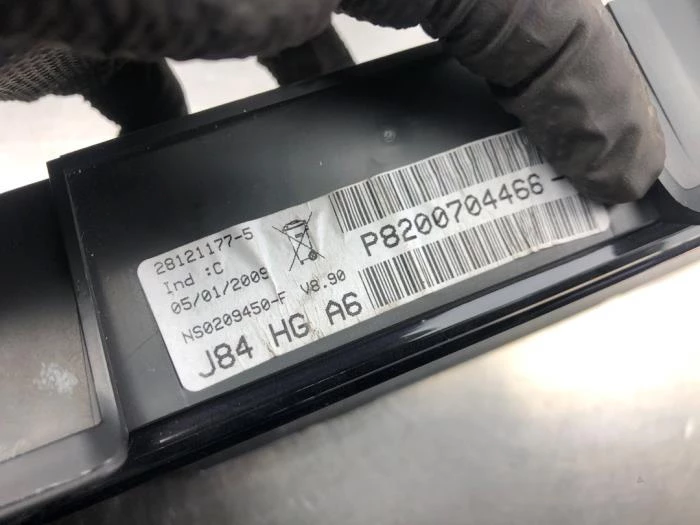 28121177-5
Ind :C
05/01/2009
NS0209450-F V8.90
J84 HG A6
P8200704466-